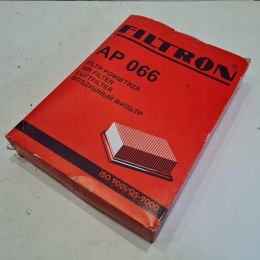 FILTRON
AP 066
FILTR POWIETRZA
AIR FILTER
LUFTFILTER
ВОЗДУШНЫЙ ФИЛЬТР
ISO 9001/QS-9000